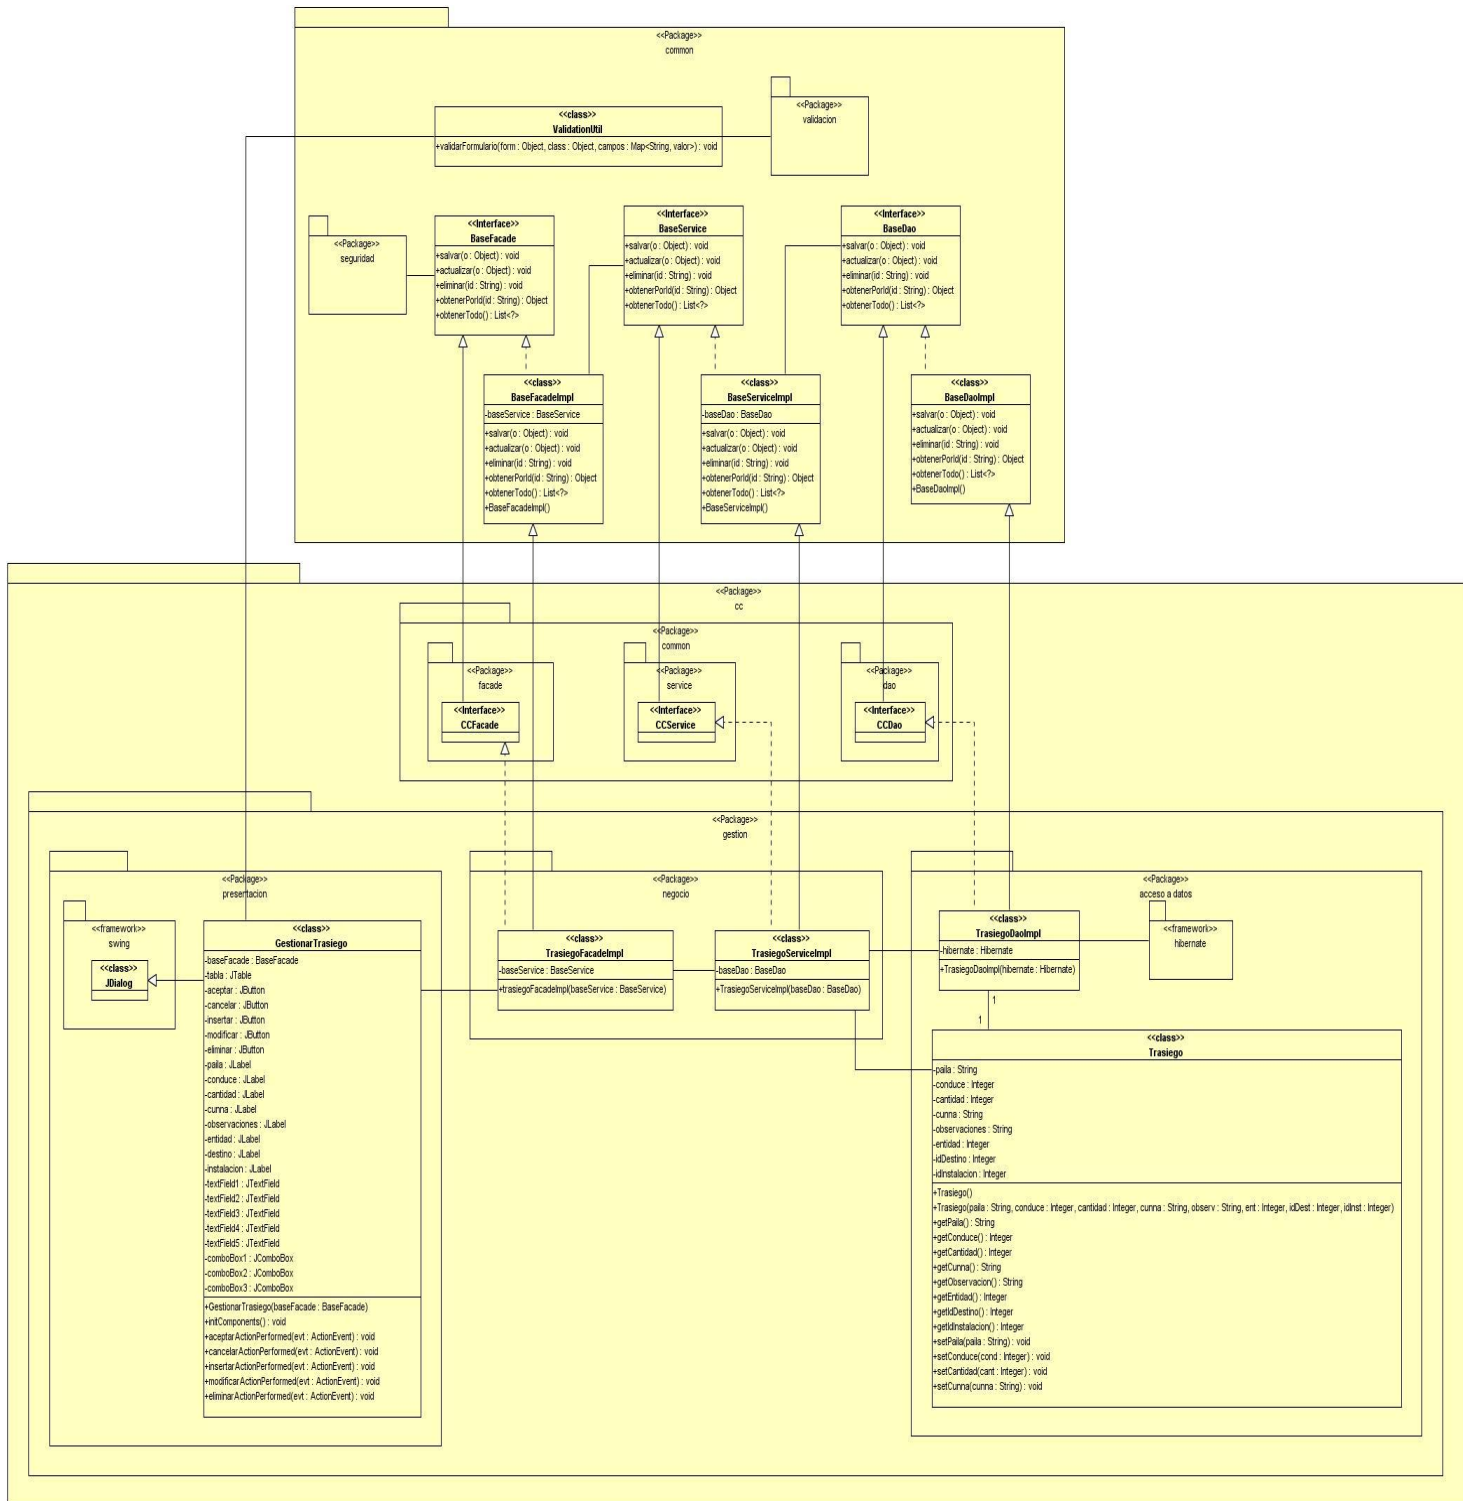 <<Package>>
common
<<class>>
ValidationUtil
+validarFormulario(form : Object, class : Object, campos : Map<String, valor>) : void
<<Package>>
validacion
<<Package>>
seguridad
<<Interface>>
BaseFacade
+salvar(o : Object) : void
+actualizar(o : Object) : void
+eliminar(id : String) : void
+obtenerPorId(id : String) : Object
+obtenerTodo() : List<?>
<<Interface>>
BaseService
+salvar(o : Object) : void
+actualizar(o : Object) : void
+eliminar(id : String) : void
+obtenerPorId(id : String) : Object
+obtenerTodo() : List<?>
<<Interface>>
BaseDao
+salvar(o : Object) : void
+actualizar(o : Object) : void
+eliminar(id : String) : void
+obtenerPorId(id : String) : Object
+obtenerTodo() : List<?>
<<class>>
BaseFacadeImpl
-baseService : BaseService
+salvar(o : Object) : void
+actualizar(o : Object) : void
+eliminar(id : String) : void
+obtenerPorId(id : String) : Object
+obtenerTodo() : List<?>
+BaseFacadeImpl()
<<class>>
BaseServiceImpl
-baseDao : BaseDao
+salvar(o : Object) : void
+actualizar(o : Object) : void
+eliminar(id : String) : void
+obtenerPorId(id : String) : Object
+obtenerTodo() : List<?>
+BaseServiceImpl()
<<class>>
BaseDaoImpl
+salvar(o : Object) : void
+actualizar(o : Object) : void
+eliminar(id : String) : void
+obtenerPorId(id : String) : Object
+obtenerTodo() : List<?>
+BaseDaoImpl()
<<Package>>
cc
<<Package>>
common
<<Package>>
facade
<<Interface>>
CCFacade
<<Package>>
service
<<Interface>>
CCService
<<Package>>
dao
<<Interface>>
CCDao
<<Package>>
gestion
<<Package>>
presentacion
<<framework>>
swing
<<class>>
JDialog
<<class>>
GestionarTrasiego
-baseFacade : BaseFacade
-tabla : JTable
-aceptar : JButton
-cancelar : JButton
-insertar : JButton
-modificar : JButton
-eliminar : JButton
-paila : JLabel
-conduce : JLabel
-cantidad : JLabel
-cunna : JLabel
-observaciones : JLabel
-entidad : JLabel
-destino : JLabel
-instalacion : JLabel
-textField1 : JTextField
-textField2 : JTextField
-textField3 : JTextField
-textField4 : JTextField
-textField5 : JTextField
-comboBox1 : JComboBox
-comboBox2 : JComboBox
-comboBox3 : JComboBox
+GestionarTrasiego(baseFacade : BaseFacade)
+initComponents() : void
+aceptarActionPerformed(evt : ActionEvent) : void
+cancelarActionPerformed(evt : ActionEvent) : void
+insertarActionPerformed(evt : ActionEvent) : void
+modificarActionPerformed(evt : ActionEvent) : void
+eliminarActionPerformed(evt : ActionEvent) : void
<<Package>>
negocio
<<class>>
TrasiegoFacadeImpl
-baseService : BaseService
+trasiegoFacadeImpl(baseService : BaseService)
<<class>>
TrasiegoServiceImpl
-baseDao : BaseDao
+TrasiegoServiceImpl(baseDao : BaseDao)
<<Package>>
acceso a datos
<<class>>
TrasiegoDaoImpl
-hibernate : Hibernate
+TrasiegoDaoImpl(hibernate : Hibernate)
<<framework>>
hibernate
1
1
<<class>>
Trasiego
-paila : String
-conduce : Integer
-cantidad : Integer
-cunna : String
-observaciones : String
-entidad : Integer
-idDestino : Integer
-idInstalacion : Integer
+Trasiego()
+Trasiego(paila : String, conduce : Integer, cantidad : Integer, cunna : String, observ : String, ent : Integer, idDest : Integer, idInst : Integer)
+getPaila() : String
+getConduce() : Integer
+getCantidad() : Integer
+getCunna() : String
+getObservacion() : String
+getEntidad() : Integer
+getIdDestino() : Integer
+getIdInstalacion() : Integer
+setPaila(paila : String) : void
+setConduce(cond : Integer) : void
+setCantidad(cant : Integer) : void
+setCunna(cunna : String) : void